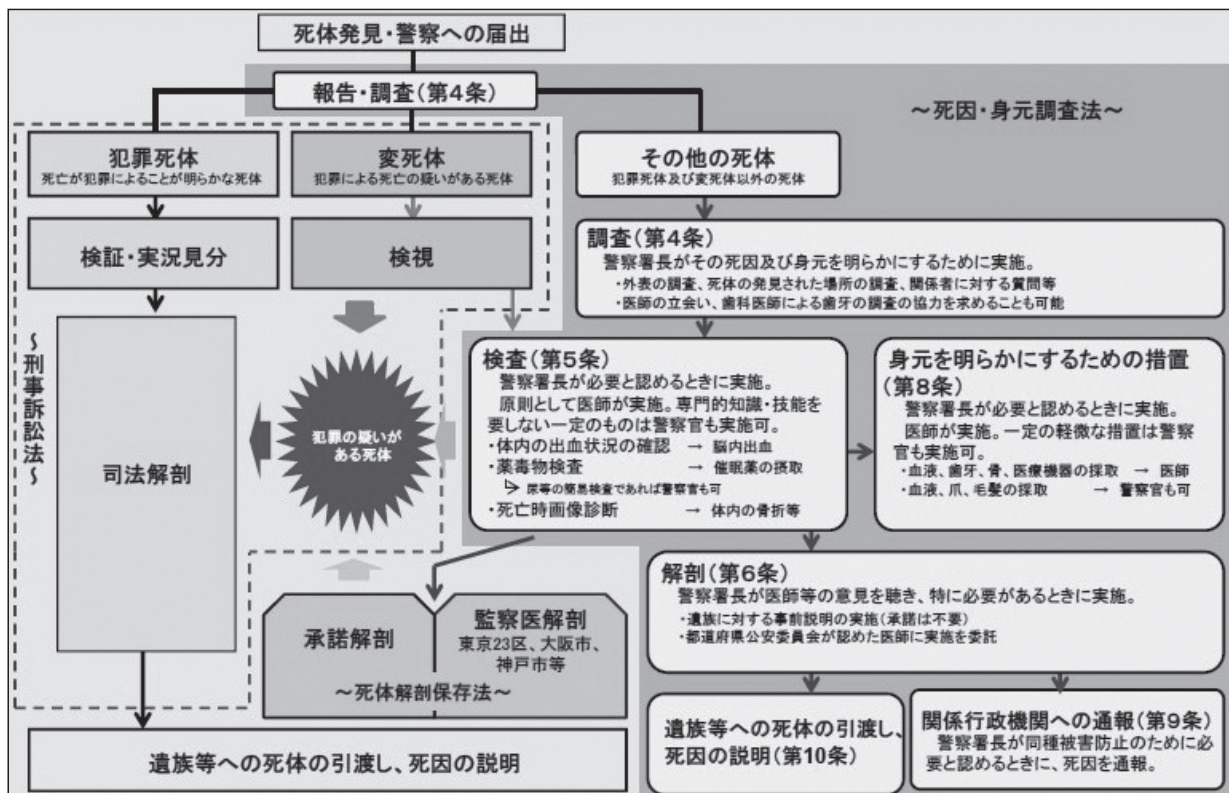 死体発見・警察への届出
報告・調査(第4条)
～死因・身元調査法～
犯罪死体
死亡が犯罪によることが明らかな死体
変死体
犯罪による死亡の疑いがある死体
その他の死体
犯罪死体及び変死体以外の死体
検証・実況見分
検視
調査(第4条)
警察署長がその死因及び身元を明らかにするために実施。
・外表の調査、死体の発見された場所の調査、関係者に対する質問等
・医師の立会い、歯科医師による歯牙の調査の協力を求めることも可能
～刑事訴訟法～
司法解剖
犯罪の疑いが
ある死体
検査(第5条)
警察署長が必要と認めるときに実施。
原則として医師が実施。専門的知識・技能を
要しない一定のものは警察官も実施可。
・体内の出血状況の確認 → 脳内出血
・薬毒物検査 → 催眠薬の摂取
尿等の簡易検査であれば警察官も可
・死亡時画像診断 → 体内の骨折等
身元を明らかにするための措置
(第8条)
警察署長が必要と認めるときに実施。
医師が実施。一定の軽微な措置は警察
官も実施可。
・血液、歯牙、骨、医療機器の採取 → 医師
・血液、爪、毛髪の採取 → 警察官も可
解剖(第6条)
警察署長が医師等の意見を聴き、特に必要があるときに実施。
・遺族に対する事前説明の実施(承諾は不要)
・都道府県公安委員会が認めた医師に実施を委託
承諾解剖
監察医解剖
東京23区、大阪市、
神戸市等
～死体解剖保存法～
遺族等への死体の引渡し、死因の説明
遺族等への死体の引渡し、
死因の説明(第10条)
関係行政機関への通報(第9条)
警察署長が同種被害防止のために必
要と認めるときに、死因を通報。